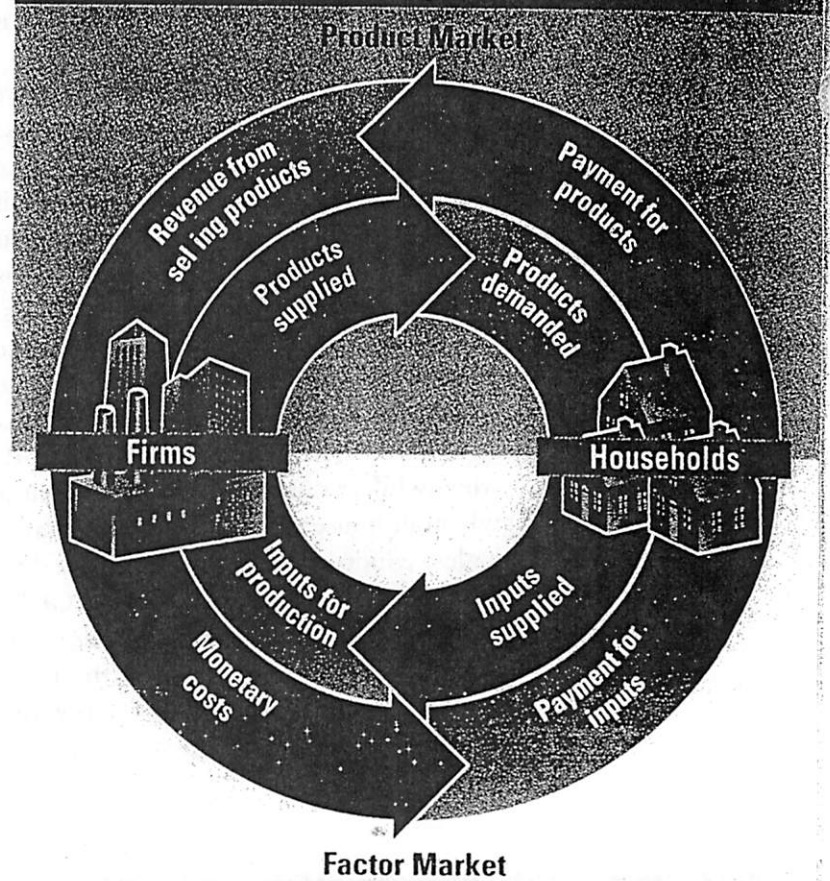 Product Market
Revenue from
sel ing products
Payment for
products
Products
supplied
Products
demanded
Firms
Households
Inputs for
production
Inputs
supplied
Monetary
costs
Payment for
inputs
Factor Market